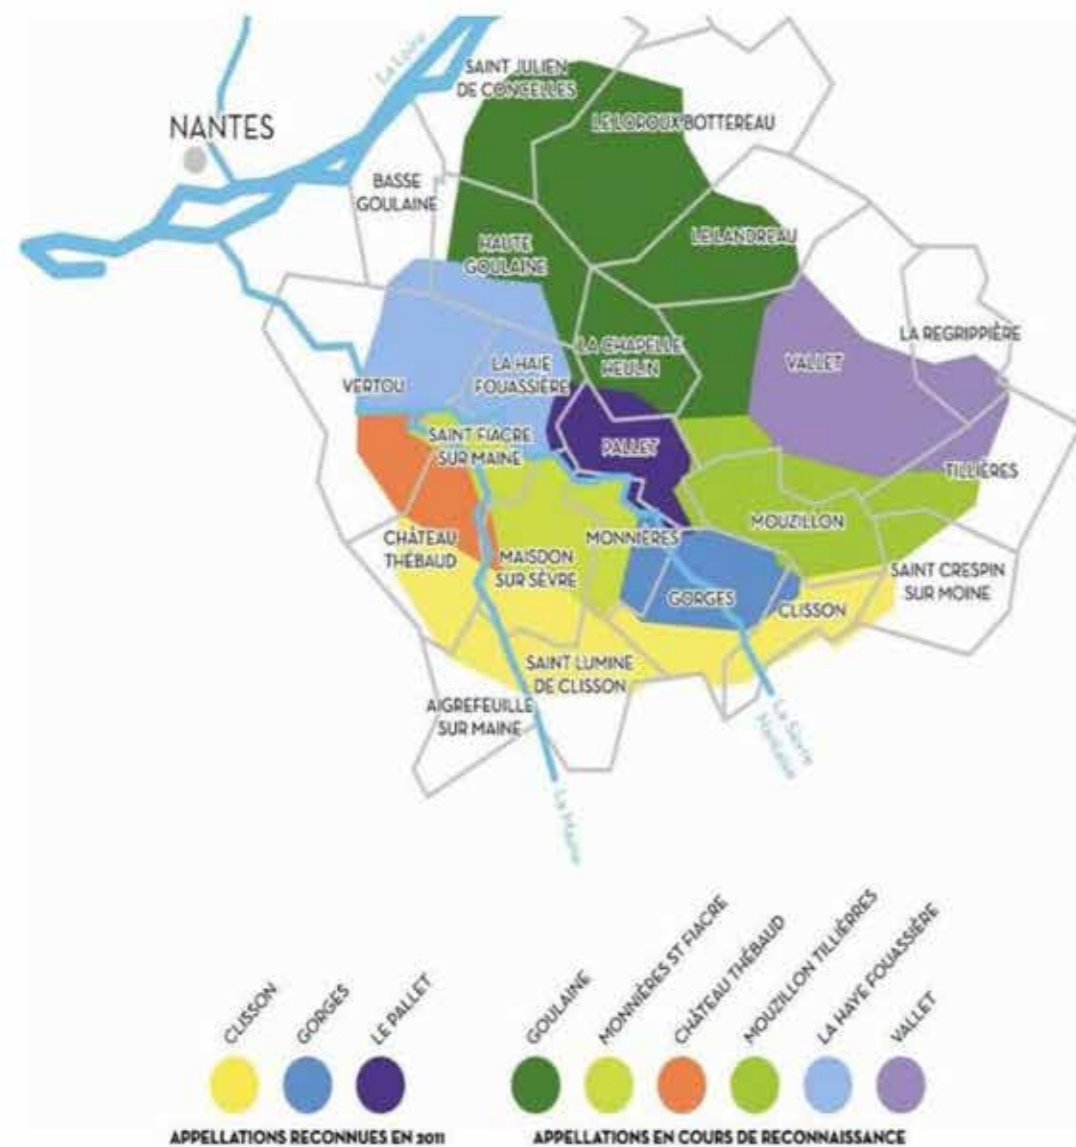 La Loire
SAINT JULIEN
DE CONCELLES
NANTES
LE LOROUX BOTTEREAU
BASSE
GOULAINE
HAUTE
GOULAINE
LE LANDREAU
LA REGRIPPIÈRE
LA CHAPELLE
HEULIN
VALLET
LA HAIE
FOUASSIÈRE
VERTOU
SAINT FIACRE
SUR MAINE
PALLET
TILLIÈRES
MOUZILLON
CHÂTEAU
THÉBAUD
MONNIÈRES
MAISDON
SUR SÈVRE
SAINT CRESPIN
SUR MOINE
GORGES
CLISSON
SAINT LUMINE
DE CLISSON
AIGREFEUILLE
SUR MAINE
La Sèvre
Nantaise
La Maine
CLISSON
GORGES
LE PALLET
GOULAINE
MONNIÈRES ST FIACRE
CHÂTEAU THÉBAUD
MOUZILLON TILLIÈRRES
LA HAYE FOUASSIÈRE
VALLET
APPELLATIONS RECONNUES EN 2011
APPELLATIONS EN COURS DE RECONNAISSANCE